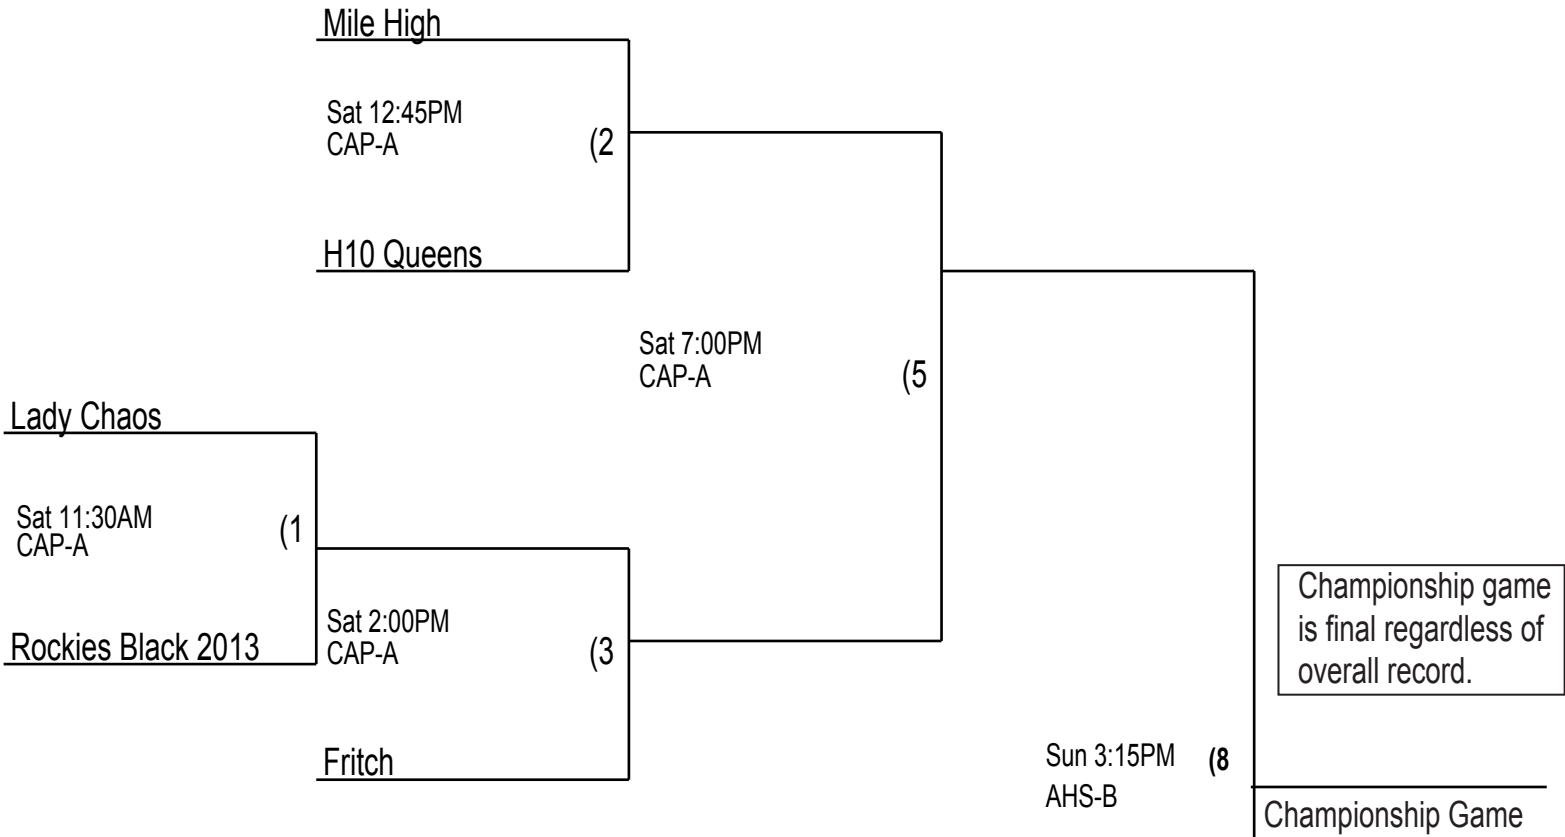 Mile High
Sat 12:45PM
CAP-A
(2
H10 Queens
Sat 7:00PM
CAP-A
(5
Lady Chaos
Sat 11:30AM
CAP-A
(1
Rockies Black 2013
Sat 2:00PM
CAP-A
(3
Fritch
Championship game
is final regardless of
overall record.
Sun 3:15PM
(8
AHS-B
Championship Game